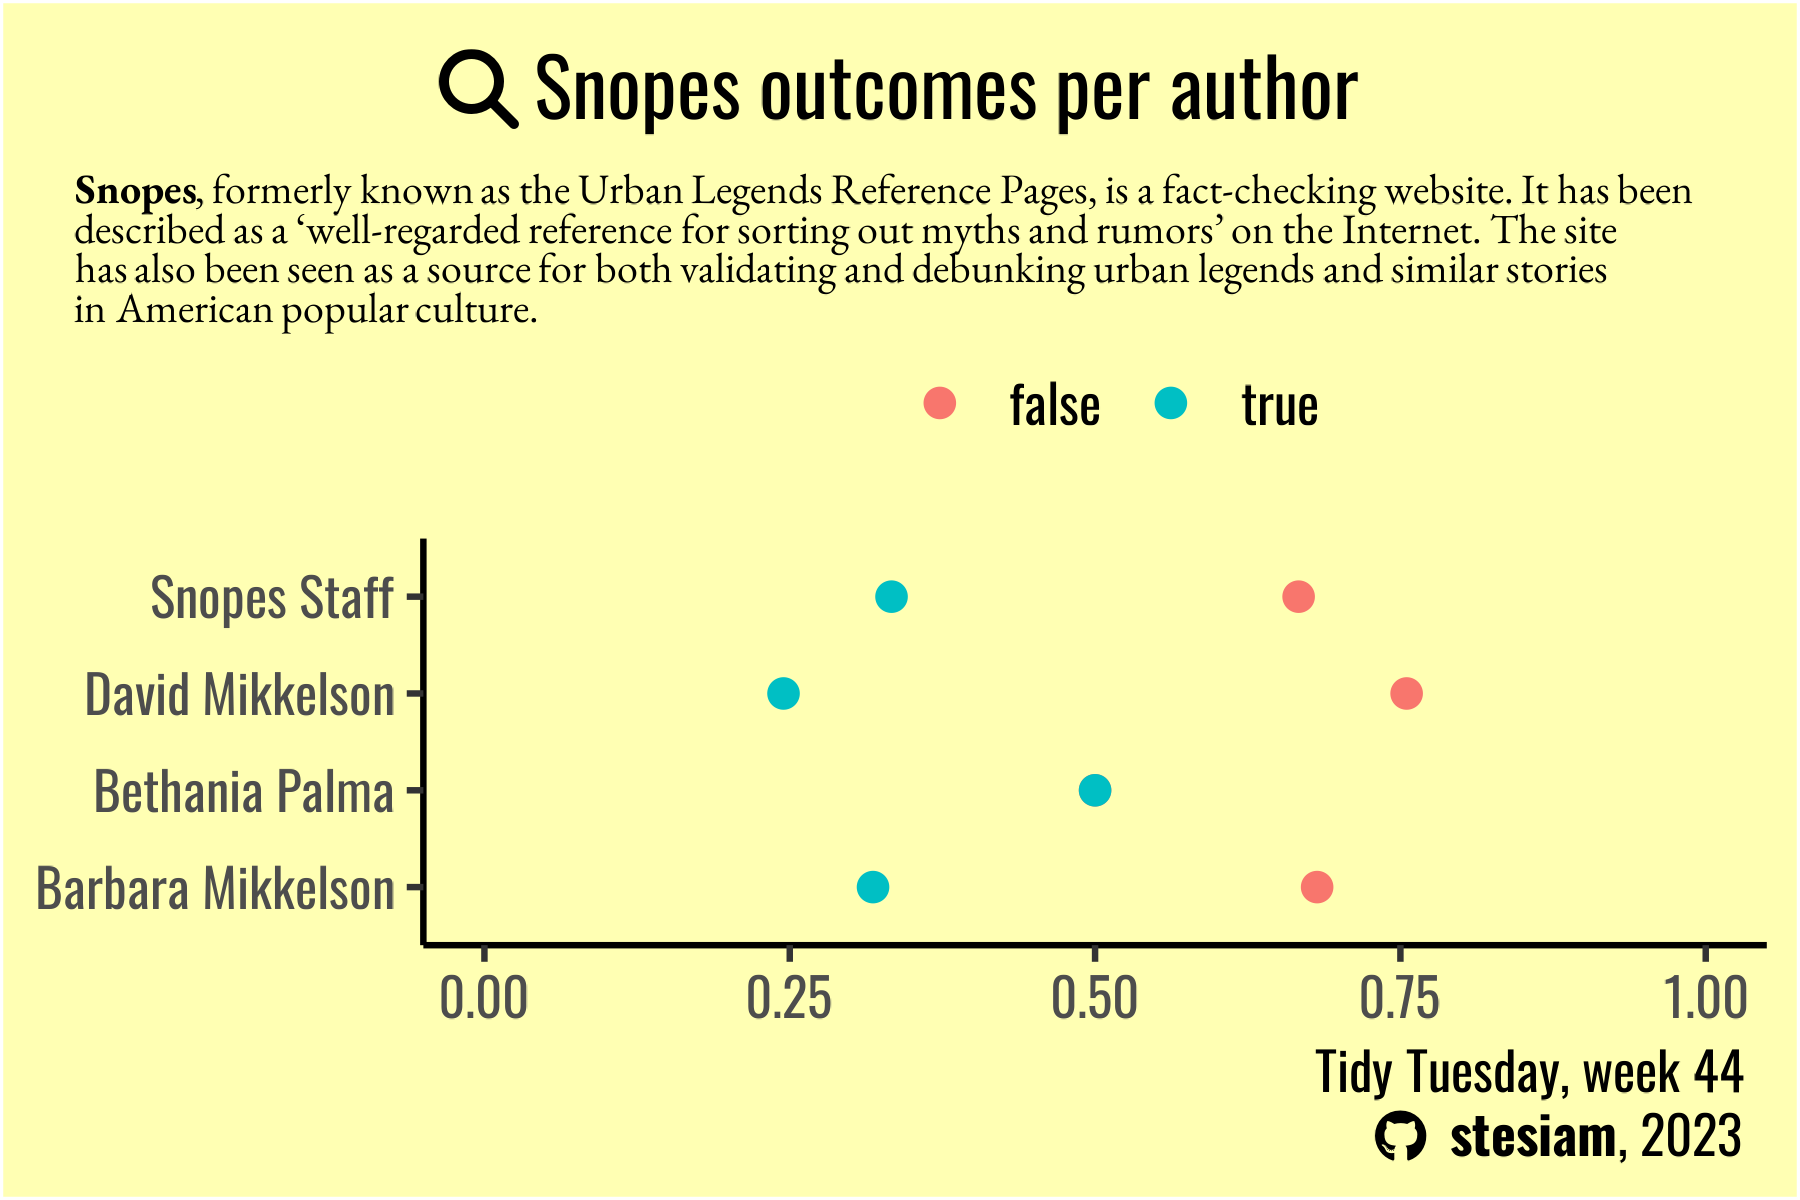 Snopes outcomes per author
Snopes, formerly known as the Urban Legends Reference Pages, is a fact-checking website. It has been
described as a ‘well-regarded reference for sorting out myths and rumors’ on the Internet. The site
has also been seen as a source for both validating and debunking urban legends and similar stories
in American popular culture.
false true
Snopes Staff
David Mikkelson
Bethania Palma
Barbara Mikkelson
0.00 0.25 0.50 0.75 1.00
Tidy Tuesday, week 44
stesiam, 2023